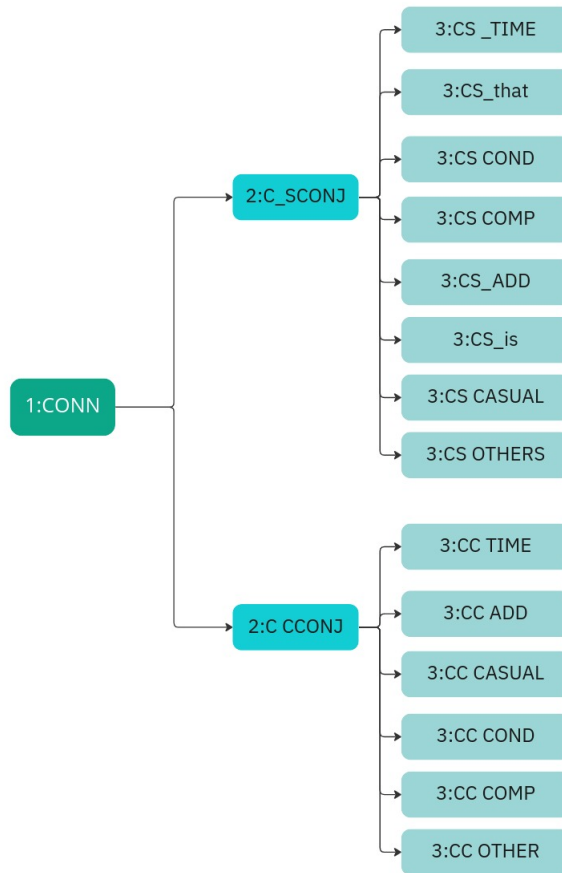 1:CONN
2:C_SCONJ
3:CS _TIME
3:CS_that
3:CS COND
3:CS COMP
3:CS_ADD
3:CS_is
3:CS CASUAL
3:CS OTHERS
2:C CCONJ
3:CC TIME
3:CC ADD
3:CC CASUAL
3:CC COND
3:CC COMP
3:CC OTHER